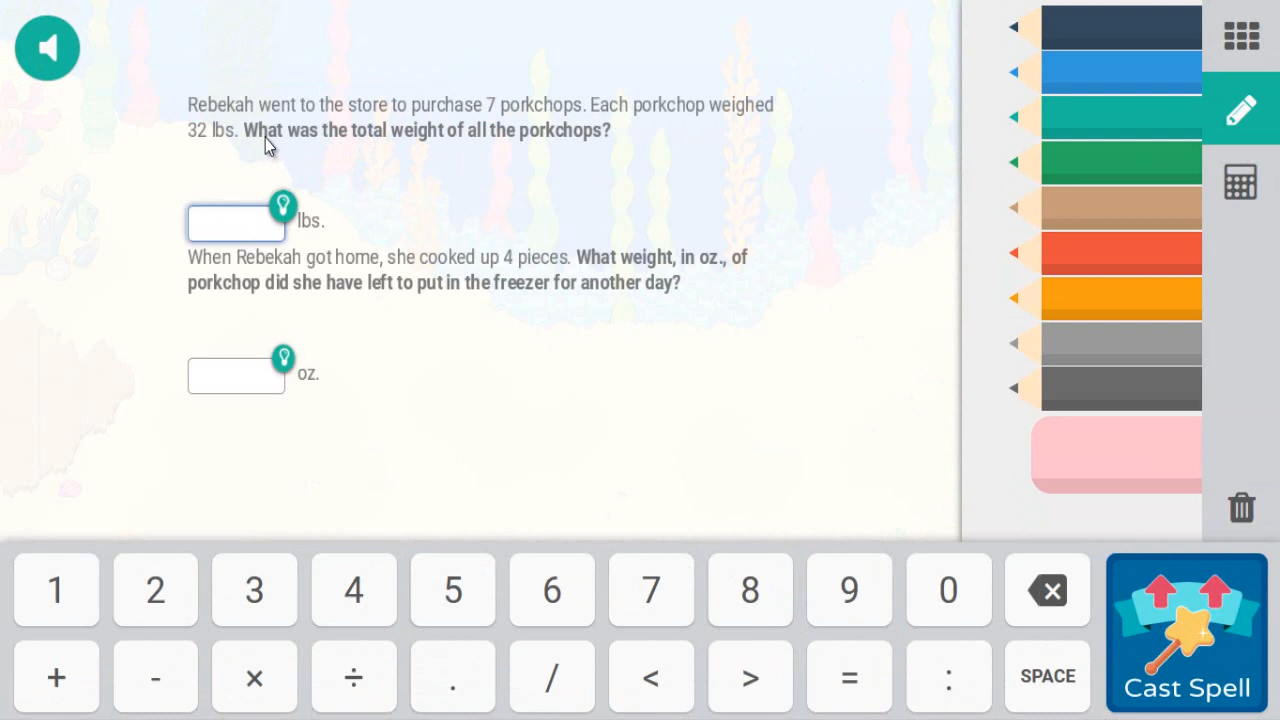 Rebekah went to the store to purchase 7 porkchops. Each porkchop weighed
32 lbs. What was the total weight of all the porkchops?
lbs.
When Rebekah got home, she cooked up 4 pieces. What weight, in oz., of
porkchop did she have left to put in the freezer for another day?
oz.
1 2 3 4 5 6 7 8 9 0
+ - × ÷ . / < > = : SPACE
Cast Spell